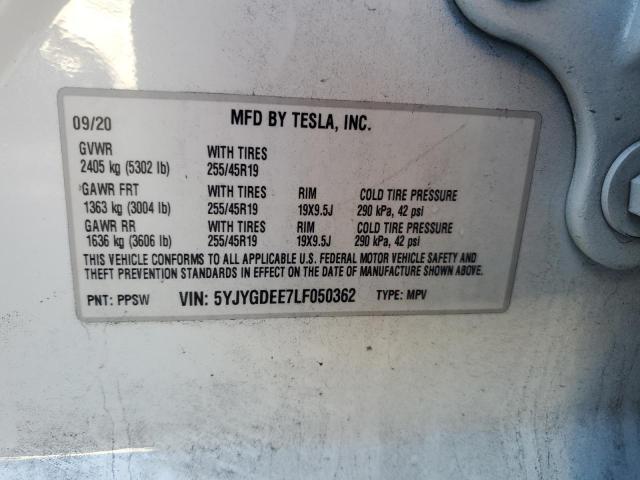 09/20 MFD BY TESLA, INC.
GVWR WITH TIRES
2405 kg (5302 lb) 255/45R19
GAWR FRT WITH TIRES RIM COLD TIRE PRESSURE
1363 kg (3004 lb) 255/45R19 19X9.5J 290 kPa, 42 psi
GAWR RR WITH TIRES RIM COLD TIRE PRESSURE
1636 kg (3606 lb) 255/45R19 19X9.5J 290 kPa, 42 psi
THIS VEHICLE CONFORMS TO ALL APPLICABLE U.S. FEDERAL MOTOR VEHICLE SAFETY AND
THEFT PREVENTION STANDARDS IN EFFECT ON THE DATE OF MANUFACTURE SHOWN ABOVE.
PNT: PPSW VIN: 5YJYGDEE7LF050362 TYPE: MPV